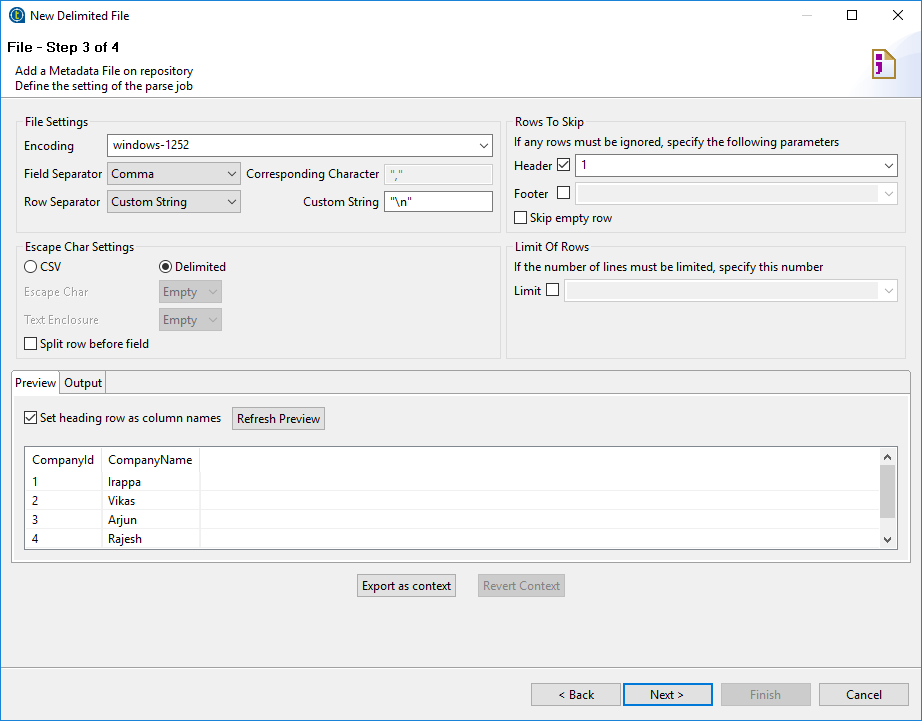 New Delimited File
File - Step 3 of 4
Add a Metadata File on repository
Define the setting of the parse job
File Settings
Encoding windows-1252
Field Separator Comma Corresponding Character ","
Row Separator Custom String Custom String "\n"
Rows To Skip
If any rows must be ignored, specify the following parameters
Header 1
Footer
Skip empty row
Escape Char Settings
CSV Delimited
Escape Char Empty
Text Enclosure Empty
Split row before field
Limit Of Rows
If the number of lines must be limited, specify this number
Limit
Preview Output
Set heading row as column names Refresh Preview
CompanyId CompanyName
1 Irappa
2 Vikas
3 Arjun
4 Rajesh
Export as context Revert Context
< Back Next > Finish Cancel